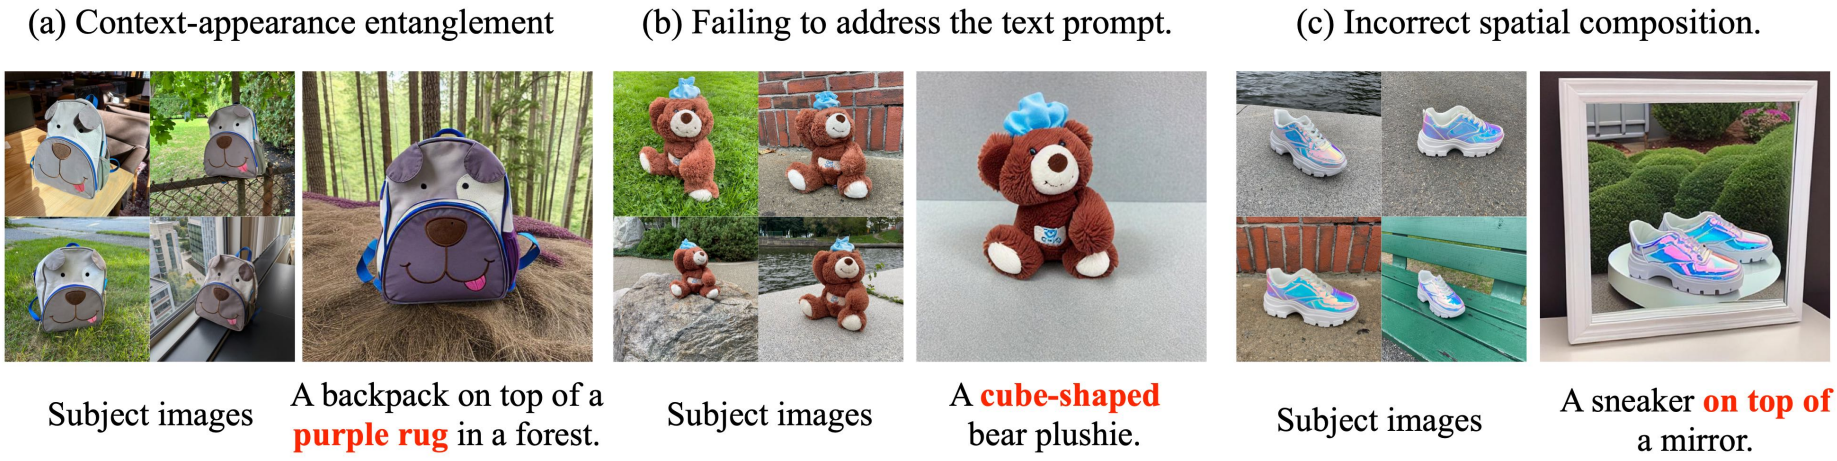 (a) Context-appearance entanglement
(b) Failing to address the text prompt.
(c) Incorrect spatial composition.
Subject images
A backpack on top of a
purple rug in a forest.
Subject images
A cube-shaped
bear plushie.
Subject images
A sneaker on top of
a mirror.